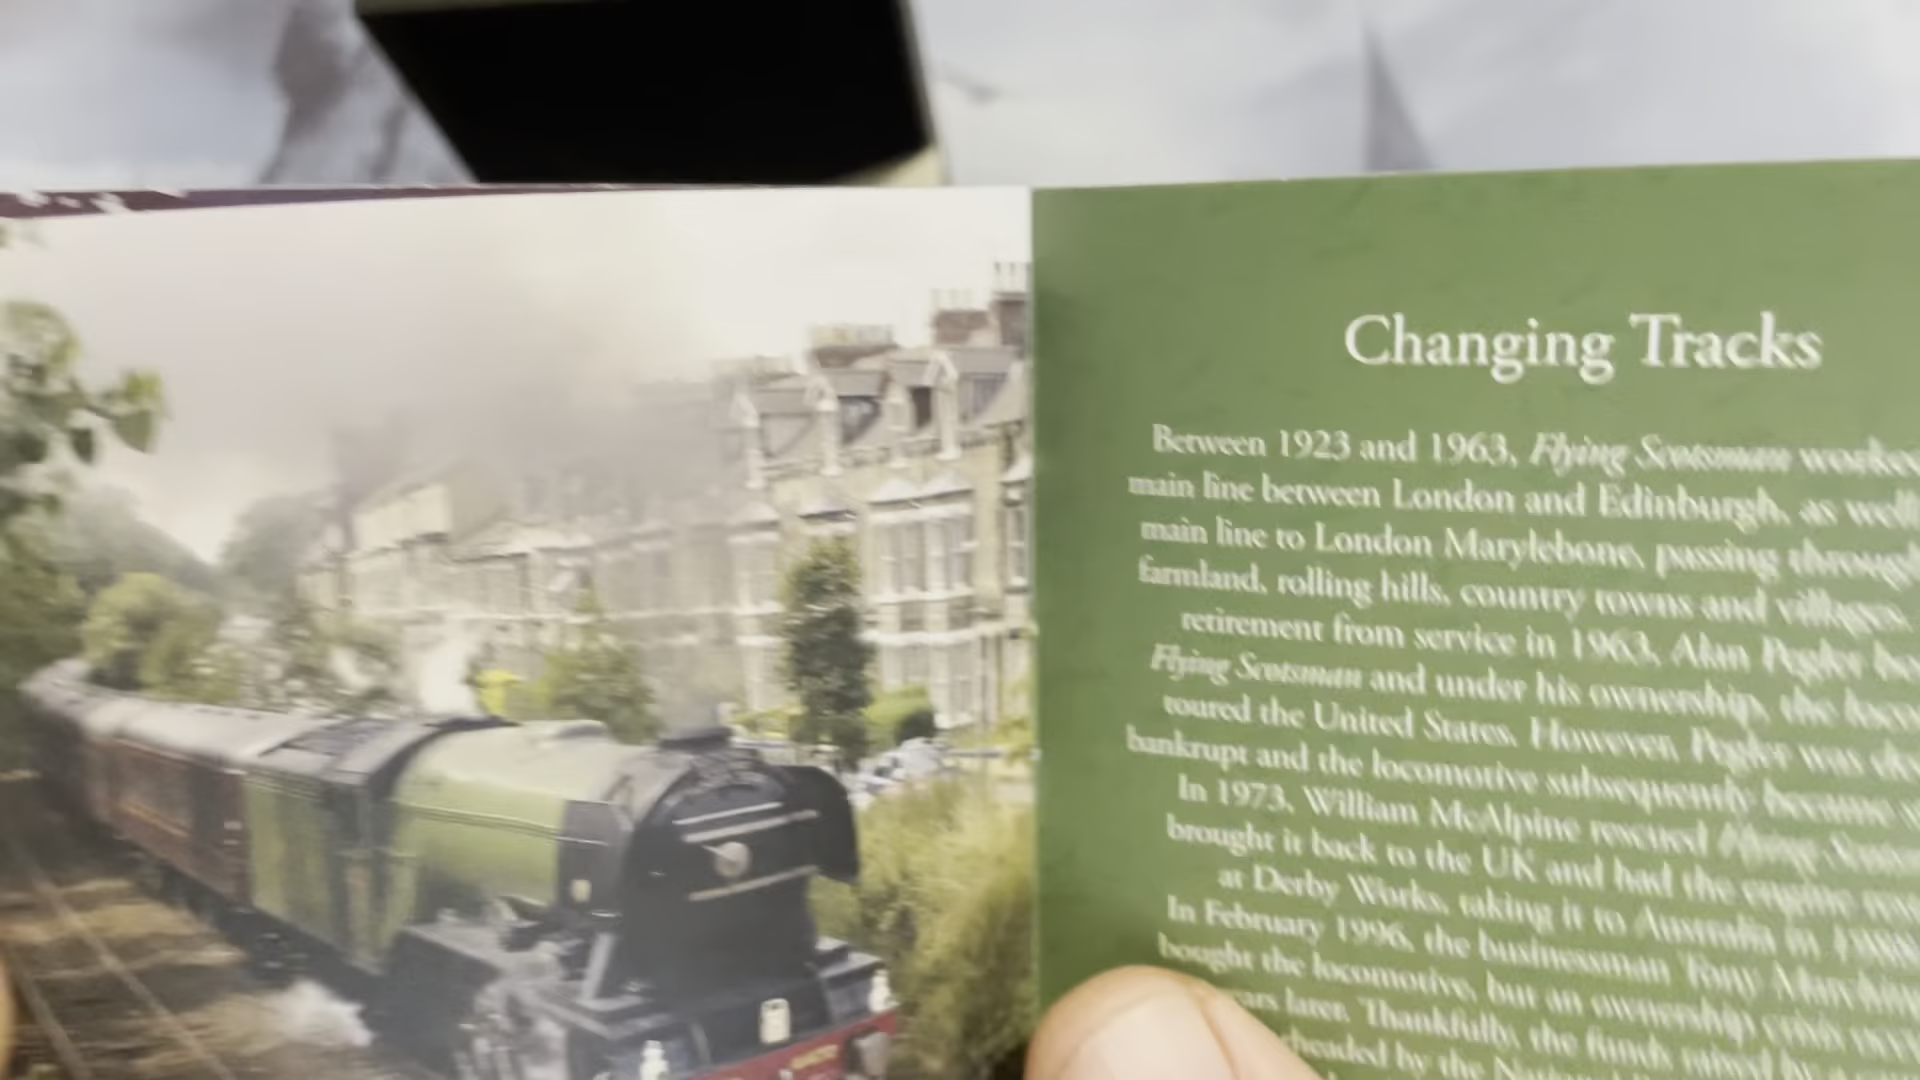 Changing Tracks
Between 1923 and 1963, Flying Scotsman worked
main line between London and Edinburgh, as well
main line to London Marylebone, passing through
farmland, rolling hills, country towns and villages.
retirement from service in 1963, Alan Pegler
Flying Scotsman and under his ownership, the
toured the United States. However, Pegler was
bankrupt and the locomotive subsequently became
In 1973, William McAlpine rescued Flying
brought it back to the UK and had the engine
at Derby Works, taking it to Australia in
In February 1996, the businessman Tony
bought the locomotive, but an ownership crisis
later. Thankfully, the funds raised by a
by the National